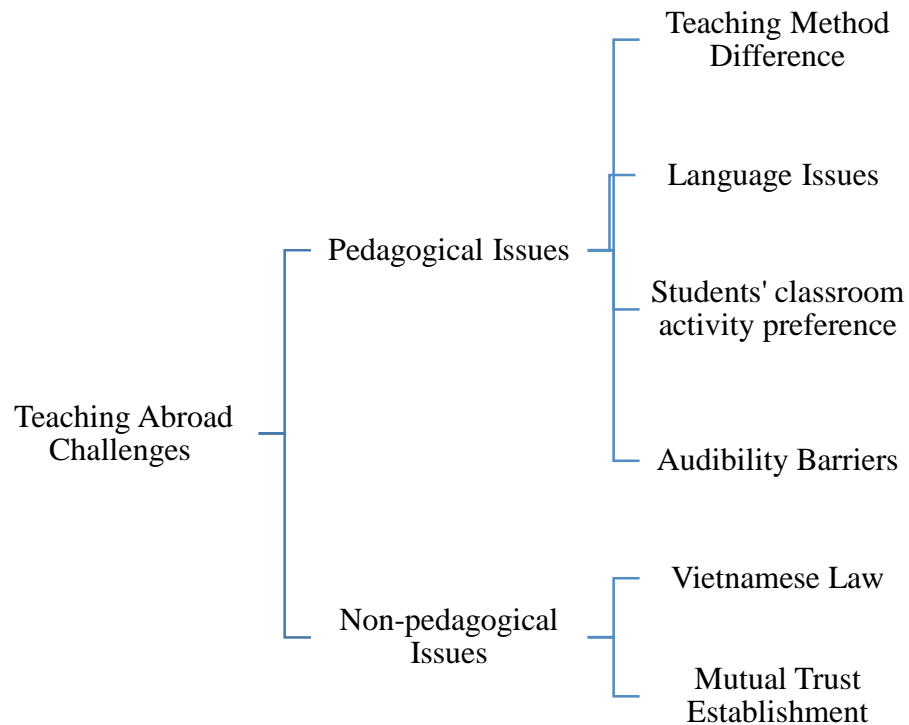 Teaching Method
Difference
Language Issues
Pedagogical Issues
Students' classroom
activity preference
Teaching Abroad
Challenges
Audibility Barriers
Vietnamese Law
Non-pedagogical
Issues
Mutual Trust
Establishment